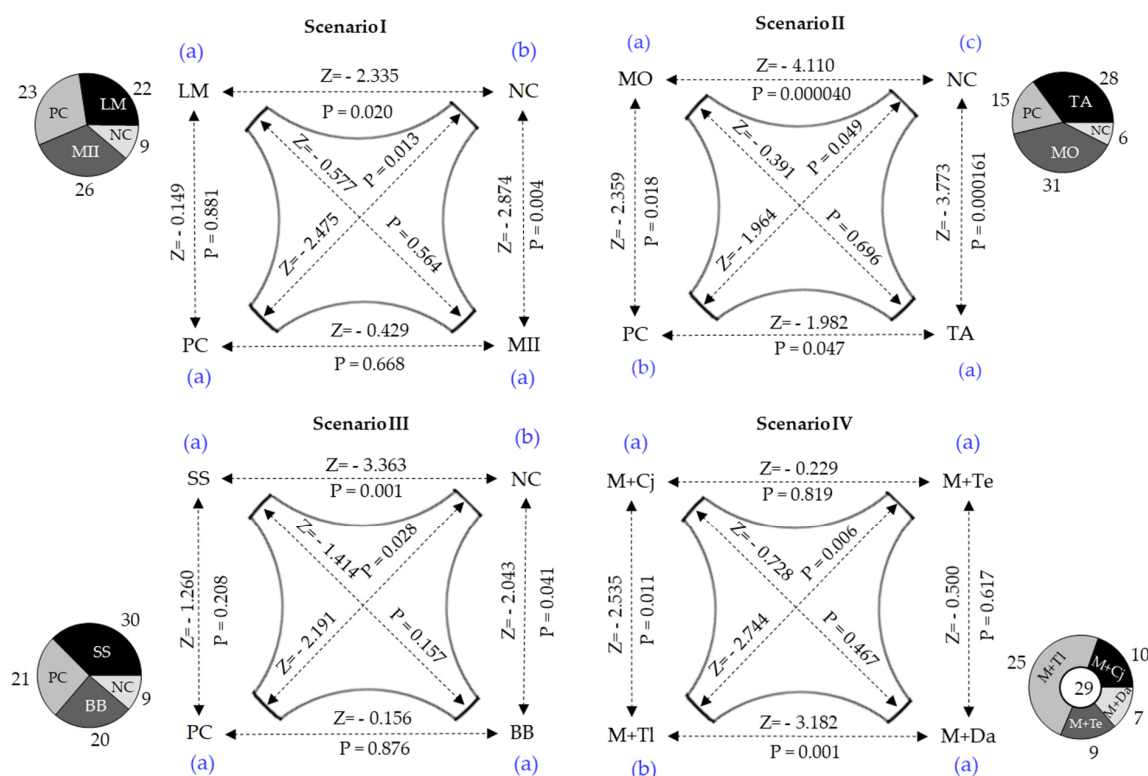 Scenario I
(a)
(b)
LM
Z= - 2.335
NC
P = 0.020
Z= - 0.149
P = 0.881
Z= - 0.577
P = 0.013
Z= - 2.475
P = 0.564
Z= - 2.874
P = 0.004
PC
Z= - 0.429
MII
P = 0.668
(a)
(a)
23
22
PC
LM
NC
MII
9
26
Scenario II
(a)
(c)
MO
Z= - 4.110
NC
P = 0.000040
Z= - 2.359
P = 0.018
Z= - 0.391
P = 0.049
Z= - 1.964
P = 0.696
Z= - 3.773
P = 0.000161
PC
Z= - 1.982
TA
P = 0.047
(b)
(a)
28
15
TA
PC
NC
MO
6
31
Scenario III
(a)
(b)
SS
Z= - 3.363
NC
P = 0.001
Z= - 1.260
P = 0.208
Z= - 1.414
P = 0.028
Z= - 2.191
P = 0.157
Z= - 2.043
P = 0.041
PC
Z= - 0.156
BB
P = 0.876
(a)
(a)
30
SS
PC
21
NC
BB
9
20
Scenario IV
(a)
(a)
M+Cj
Z= - 0.229
M+Te
P = 0.819
Z= - 2.535
P = 0.011
Z= - 0.728
P = 0.006
Z= - 2.744
P = 0.467
Z= - 0.500
P = 0.617
M+Tl
Z= - 3.182
M+Da
P = 0.001
(b)
(a)
25
10
M+Tl
M+Cj
29
M+Da
M+Te
7
9